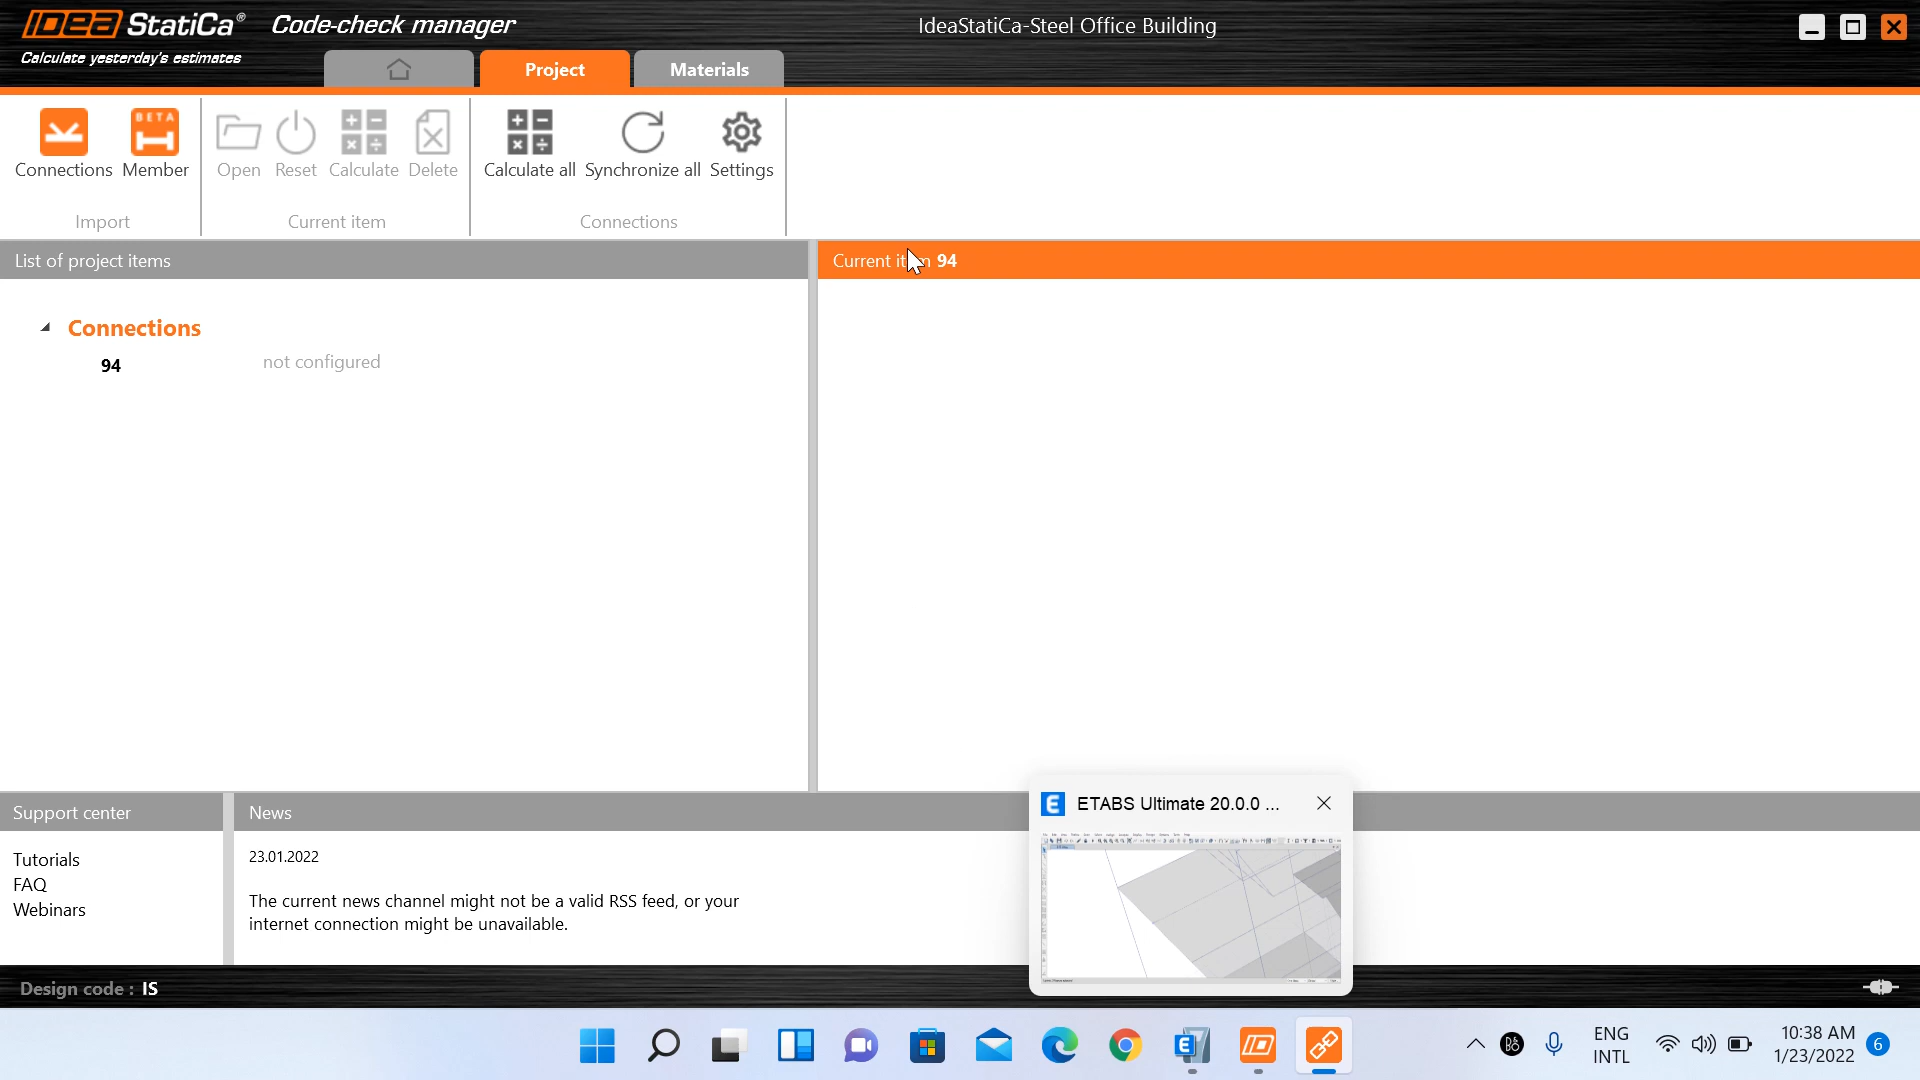 IDEA StatiCa® Code-check manager
IdeaStatiCa-Steel Office Building
Calculate yesterday's estimates
Project
Materials
BETA
Connections Member
Open Reset Calculate Delete
Calculate all Synchronize all Settings
Import
Current item
Connections
List of project items
Current it m 94
Connections
94 not configured
Support center
News
Tutorials
FAQ
Webinars
23.01.2022
The current news channel might not be a valid RSS feed, or your
internet connection might be unavailable.
ETABS Ultimate 20.0.0 ...
Design code : IS
ENG
INTL
10:38 AM
1/23/2022
6